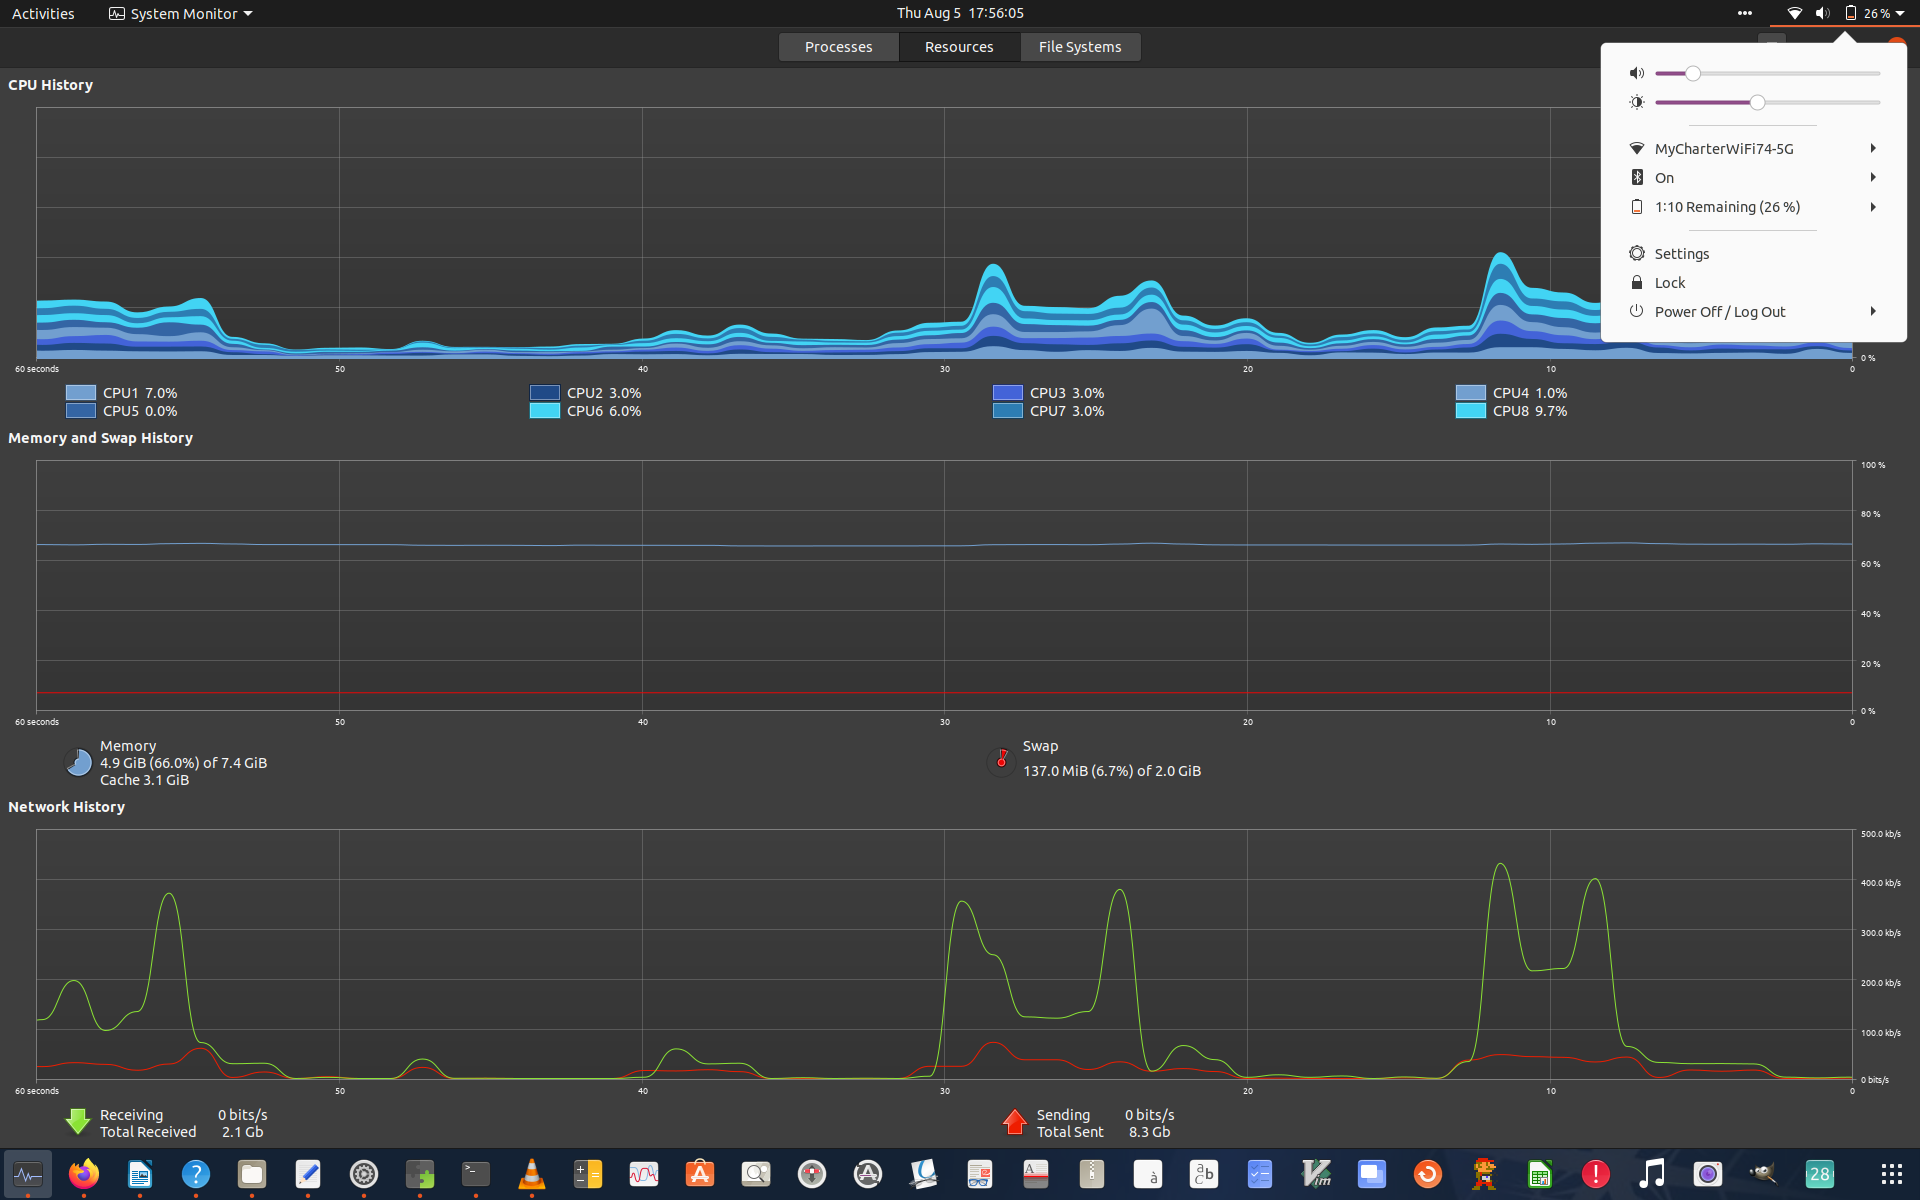 Activities
System Monitor
Thu Aug 5 17:56:05
26 %
Processes
Resources
File Systems
CPU History
60 seconds
50
40
30
20
10
0
0 %
CPU1 7.0%
CPU2 3.0%
CPU3 3.0%
CPU4 1.0%
CPU5 0.0%
CPU6 6.0%
CPU7 3.0%
CPU8 9.7%
MyCharterWiFi74-5G
On
1:10 Remaining (26 %)
Settings
Lock
Power Off / Log Out
Memory and Swap History
100 %
80 %
60 %
40 %
20 %
0 %
60 seconds
50
40
30
20
10
0
Memory
4.9 GiB (66.0%) of 7.4 GiB
Cache 3.1 GiB
Swap
137.0 MiB (6.7%) of 2.0 GiB
Network History
500.0 kb/s
400.0 kb/s
300.0 kb/s
200.0 kb/s
100.0 kb/s
0 bits/s
60 seconds
50
40
30
20
10
0
Receiving 0 bits/s
Total Received 2.1 Gb
Sending 0 bits/s
Total Sent 8.3 Gb
?
>_
A
à
ab
c
Vim
!
28